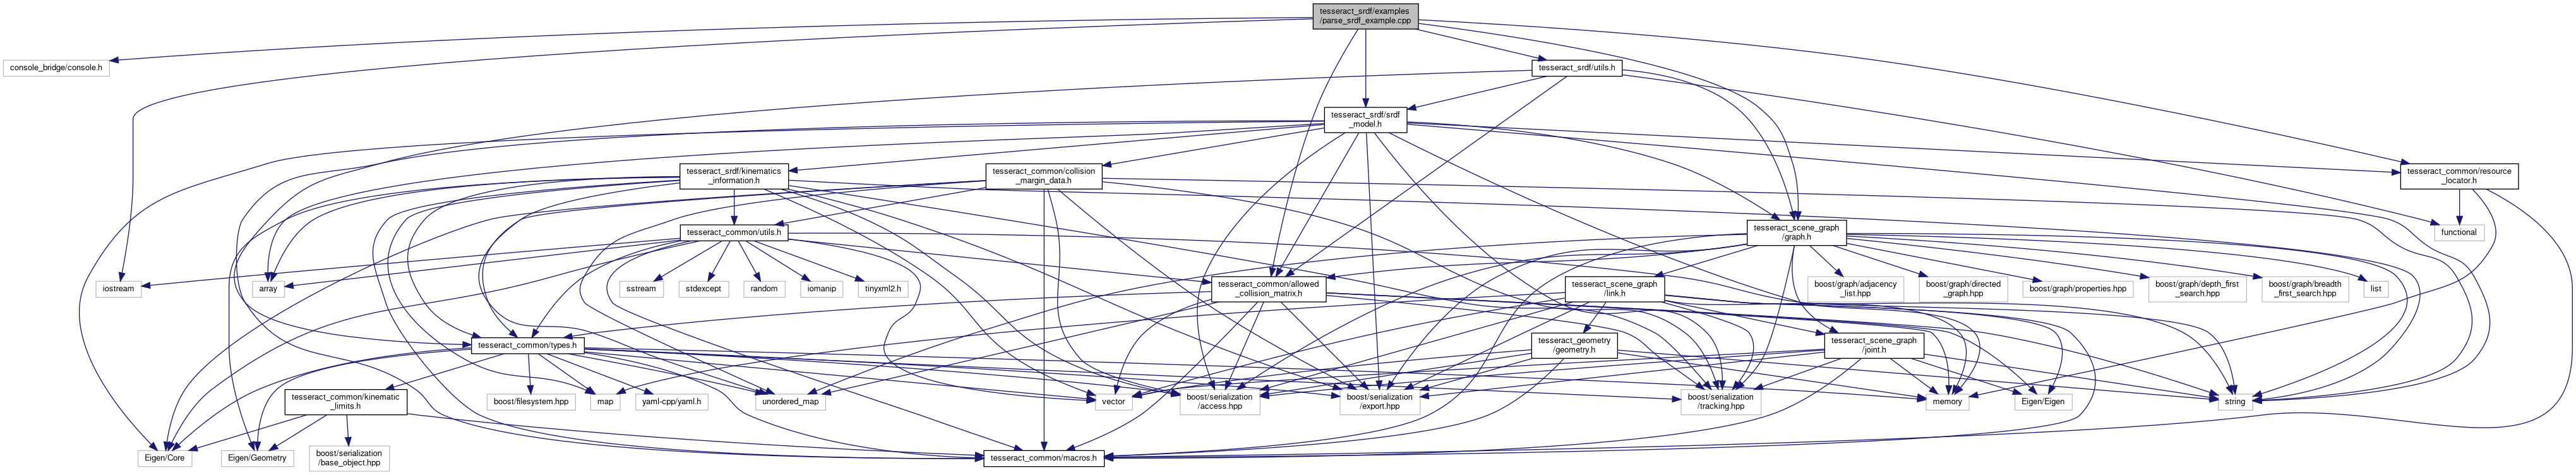 tesseract_srdf/examples
/parse_srdf_example.cpp
console_bridge/console.h
tesseract_srdf/utils.h
tesseract_srdf/srdf
_model.h
tesseract_srdf/kinematics
_information.h
tesseract_common/collision
_margin_data.h
tesseract_common/resource
_locator.h
tesseract_common/utils.h
tesseract_scene_graph
/graph.h
functional
iostream
array
sstream
stdexcept
random
iomanip
tinyxml2.h
tesseract_common/allowed
_collision_matrix.h
tesseract_scene_graph
/link.h
boost/graph/adjacency
_list.hpp
boost/graph/directed
_graph.hpp
boost/graph/properties.hpp
boost/graph/depth_first
_search.hpp
boost/graph/breadth
_first_search.hpp
list
tesseract_common/types.h
tesseract_geometry
/geometry.h
tesseract_scene_graph
/joint.h
tesseract_common/kinematic
_limits.h
boost/filesystem.hpp
map
yaml-cpp/yaml.h
unordered_map
vector
boost/serialization
/access.hpp
boost/serialization
/export.hpp
boost/serialization
/tracking.hpp
memory
Eigen/Eigen
string
Eigen/Core
Eigen/Geometry
boost/serialization
/base_object.hpp
tesseract_common/macros.h